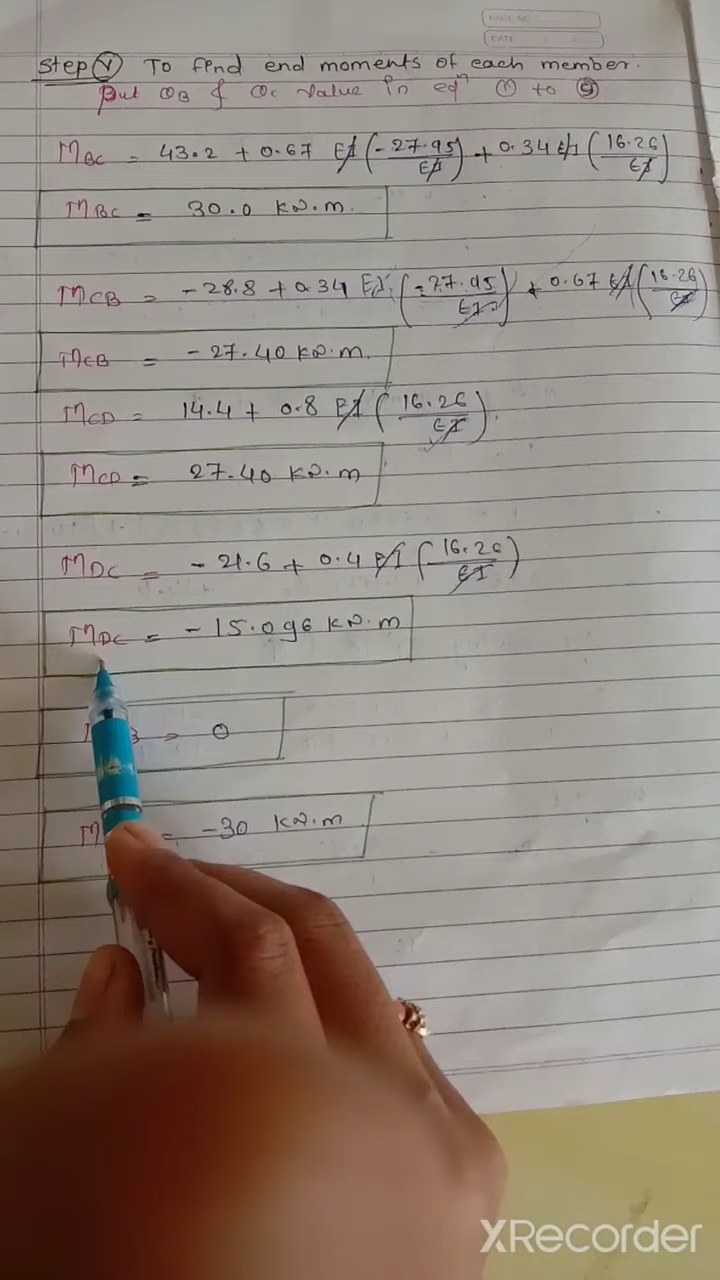 PAGE NO.
DATE
Step (V) To find end moments of each member.
put θB & θc value in eqⁿ ① to ④
MBC = 43.2 + 0.67 EI (-27.95/EI) + 0.34 EI (16.26/EI)
MBC = 30.0 KN.m
MCB = -28.8 + 0.34 EI (-27.95/EI) + 0.67 EI (16.26/EI)
MCB = -27.40 KN.m
MCD = 14.4 + 0.8 EI (16.26/EI)
MCD = 27.40 KN.m
MDC = -21.6 + 0.4 EI (16.26/EI)
MDC = -15.096 KN.m
B = 0
M = -30 KN.m
XRecorder